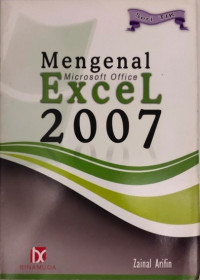 Mengenal
Microsoft Office
ExceL
2007
Zainal Arifin